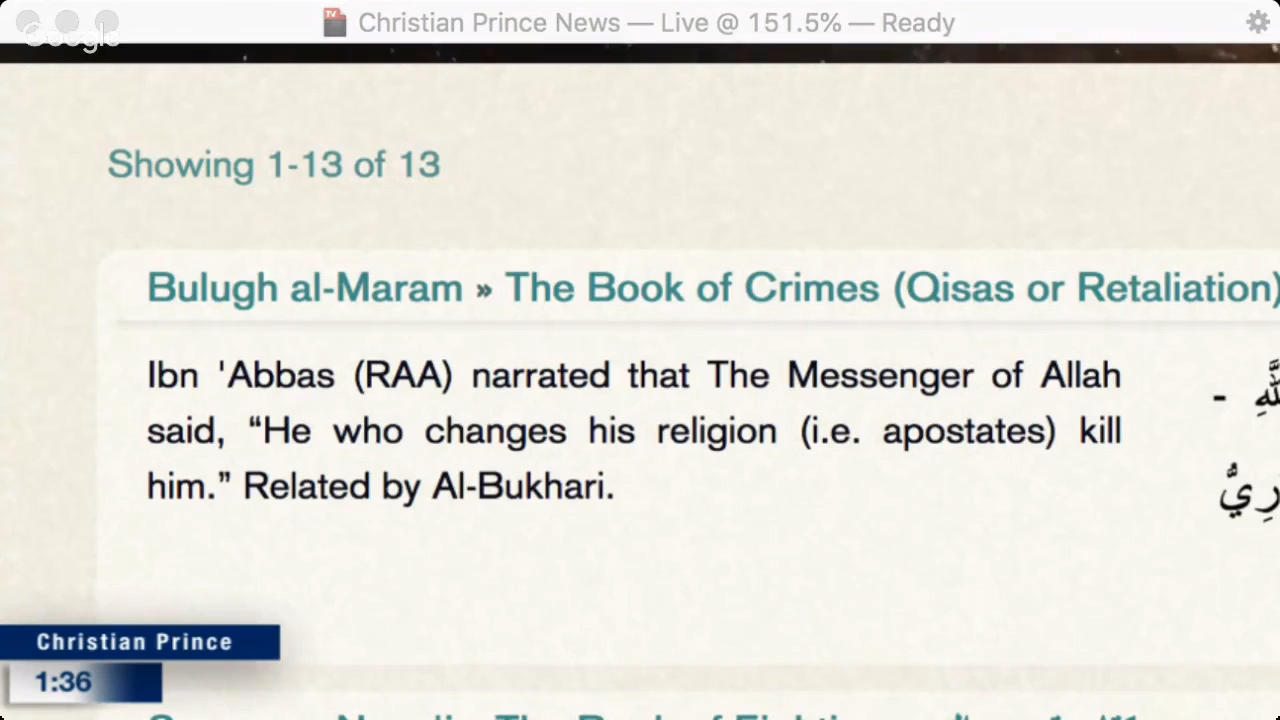 Christian Prince News — Live @ 151.5% — Ready
Google
Showing 1-13 of 13
Bulugh al-Maram » The Book of Crimes (Qisas or Retaliation)
Ibn 'Abbas (RAA) narrated that The Messenger of Allah
said, “He who changes his religion (i.e. apostates) kill
him.” Related by Al-Bukhari.
Christian Prince
1:36